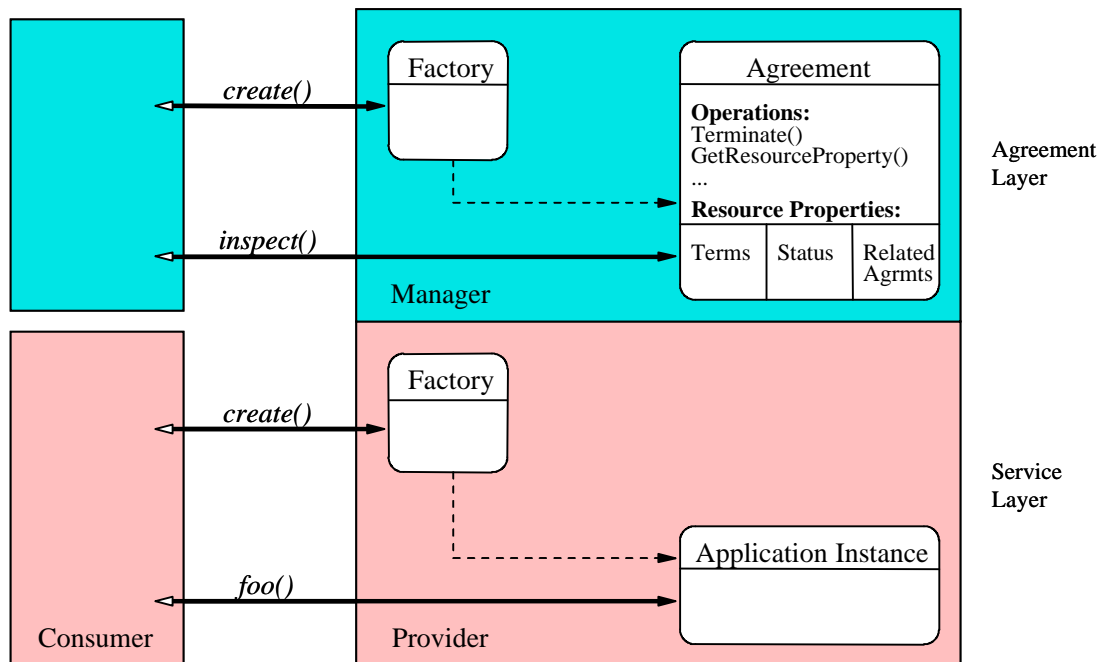 Factory
Agreement
create()
Operations:
Terminate()
GetResourceProperty()
...
Resource Properties:
Agreement
Layer
inspect()
Terms
Status
Related
Agrmts
Manager
Factory
create()
Service
Layer
Application Instance
foo()
Consumer
Provider